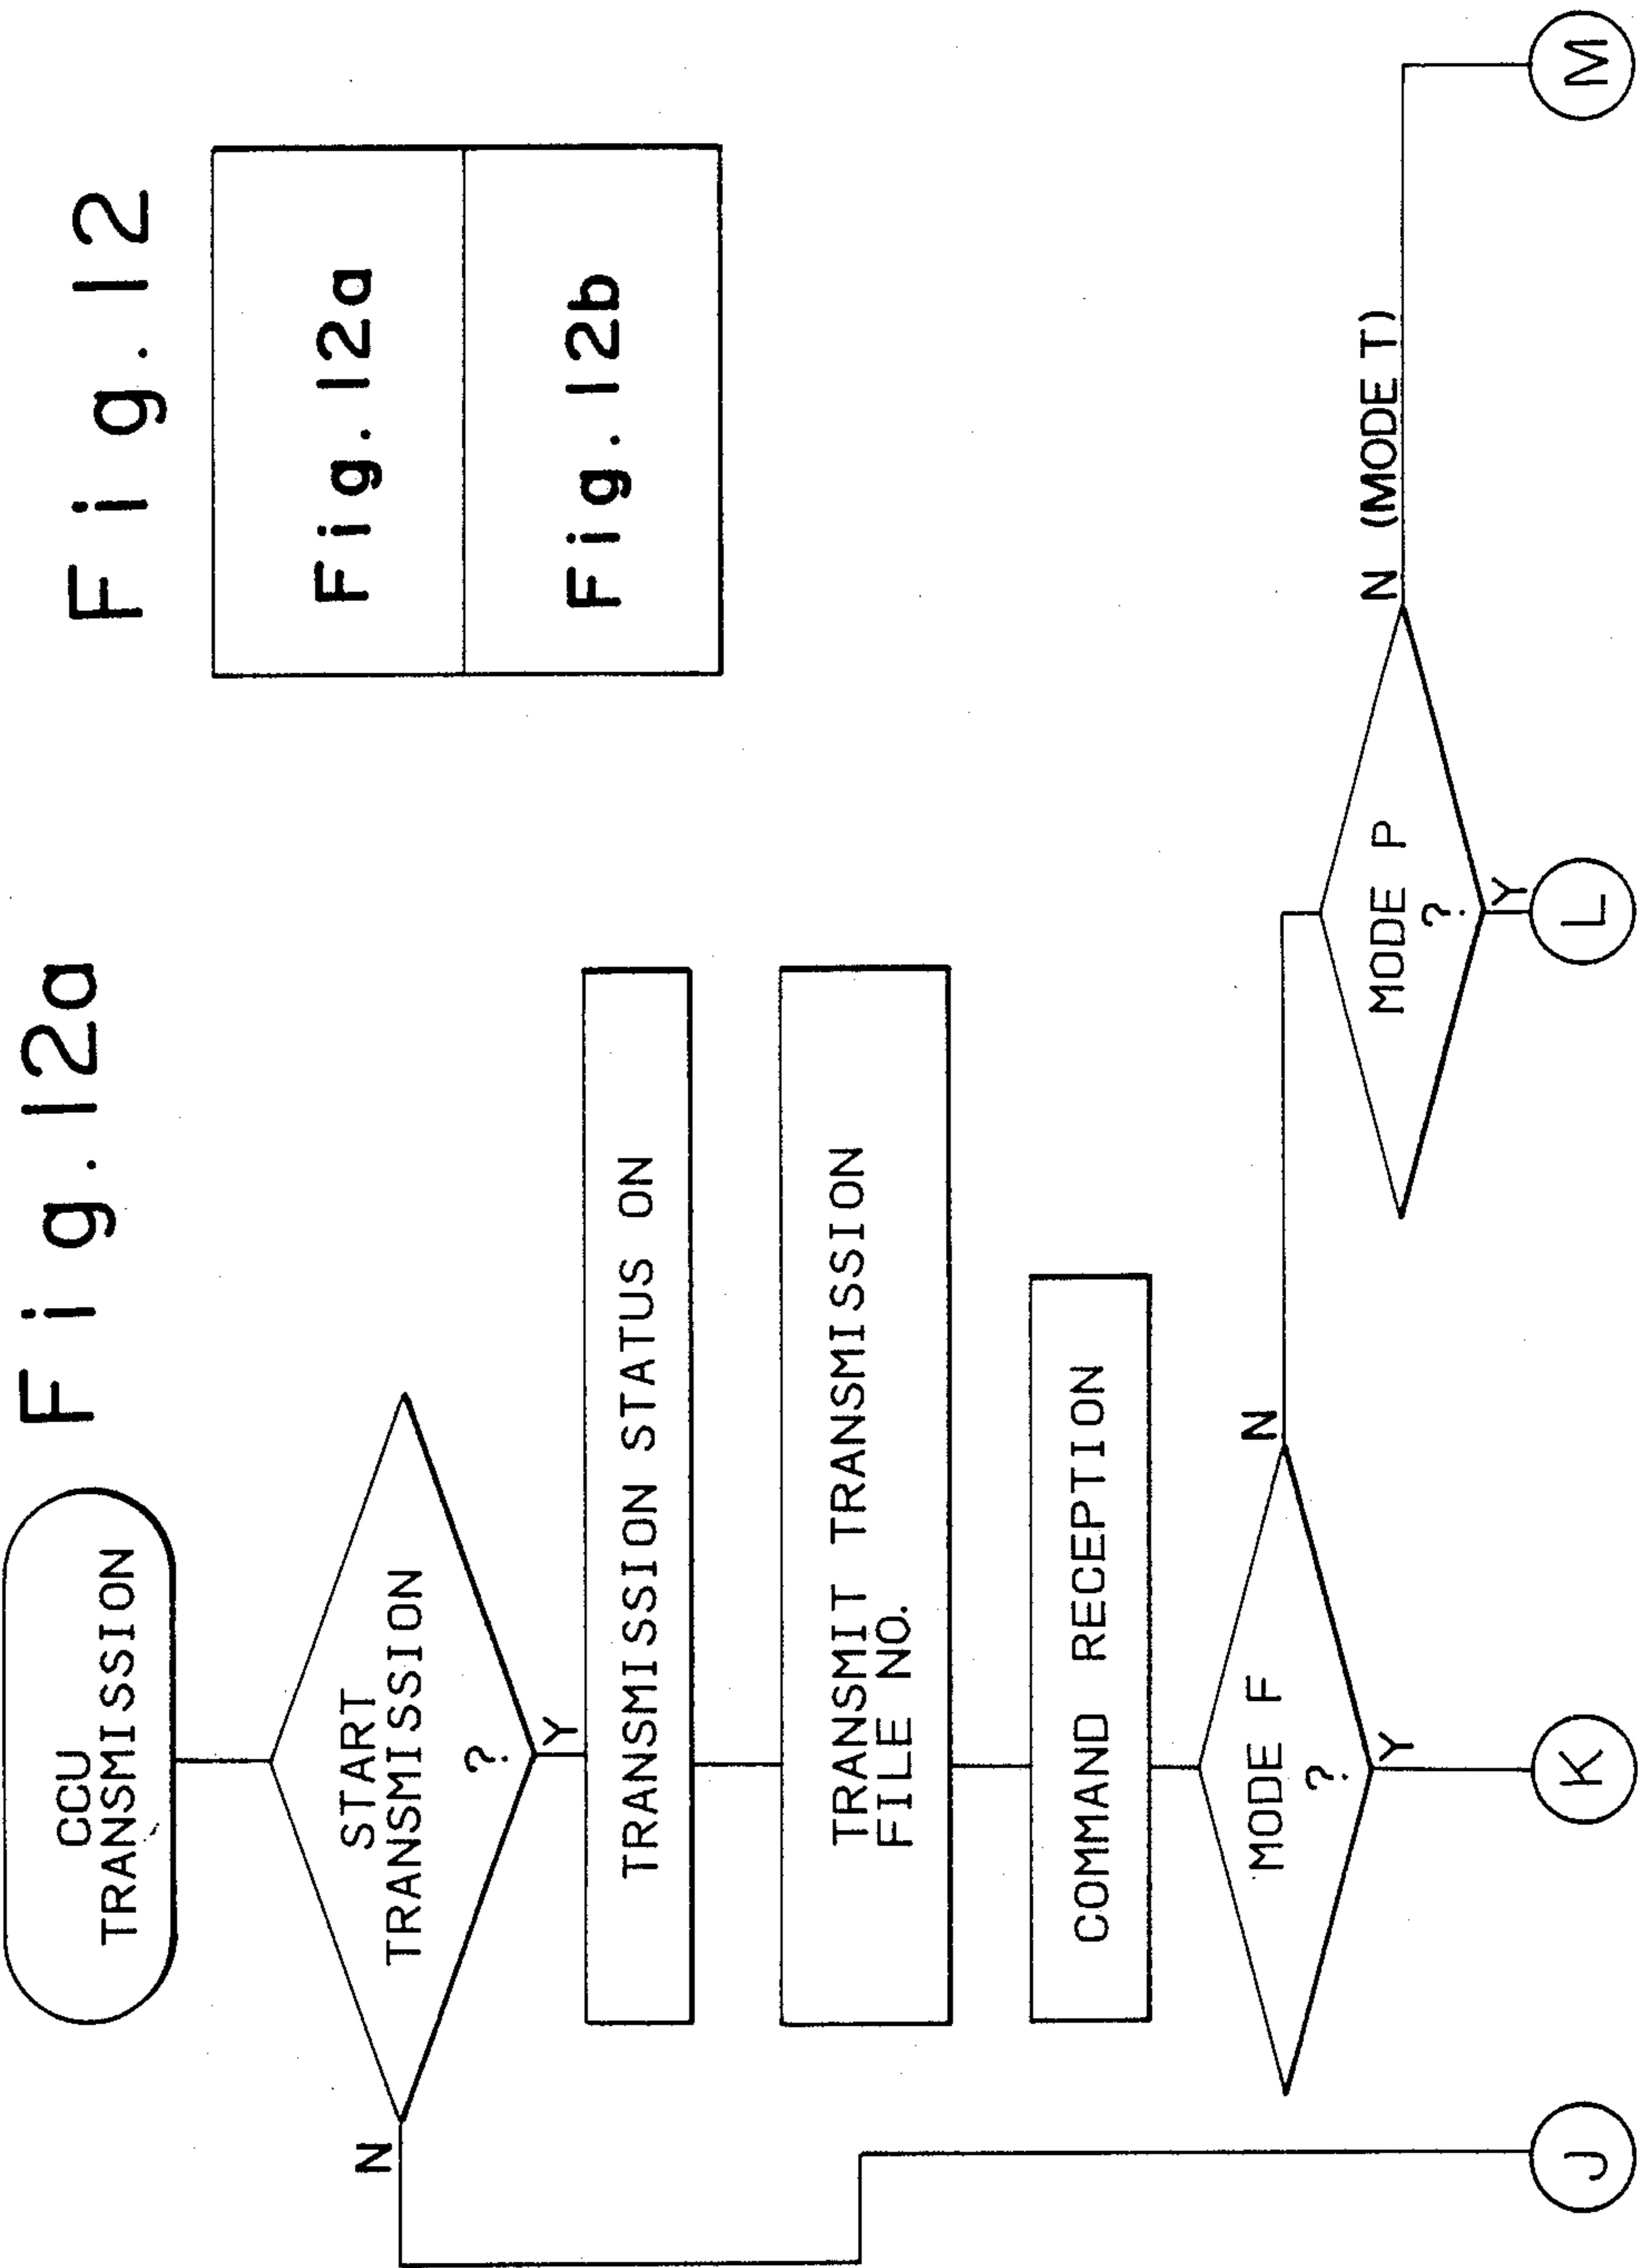 Fig.12a
Fig.12
Fig.12a
Fig.12b
CCU
TRANSMISSION
START
TRANSMISSION
?
N
Y
TRANSMISSION STATUS ON
TRANSMIT TRANSMISSION
FILE NO.
COMMAND RECEPTION
MODE F
?
N
Y
MODE P
?
N (MODE T)
Y
J
K
L
M